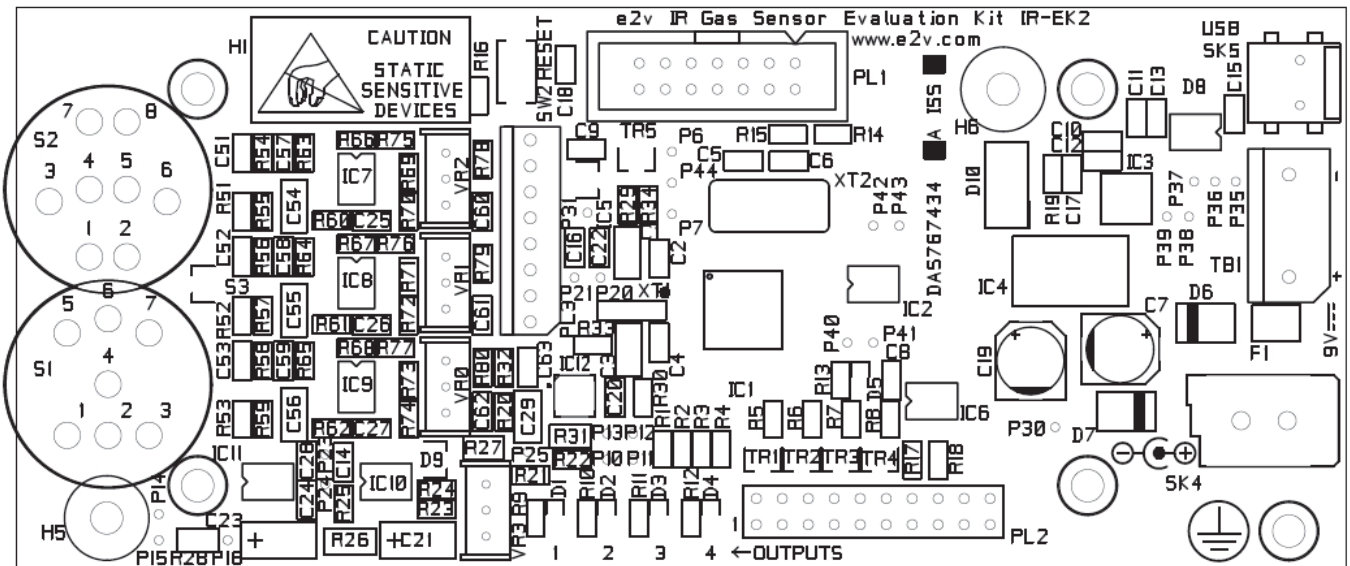 e2v IR Gas Sensor Evaluation Kit IR-EK2
www.e2v.com
H1
CAUTION
STATIC
SENSITIVE
DEVICES
R16
SW2
RESET
C18
PL1
A ISS
DAS767434
H6
C11
C13
D8
C15
USB
SK5
S2
7
8
4
5
3
6
1
2
C51
R54
C57
R63
R66
R75
IC7
R69
VR2
R78
C9
TR5
P6
R15
R14
C5
C6
P44
XT2
P42
P43
P7
C10
C12
IC3
D10
R19
C17
P37
P36
P35
P39
P38
TB1
R51
R55
C54
R60
C25
R70
C60
P31
IC5
R34
C52
R58
C58
R64
R67
R76
IC8
R71
VR1
R79
C16
C22
C2
S3
C55
R52
R57
R61
C26
R72
C61
P21
P20
XT1
IC2
IC4
C7
D6
F1
9V
+
6
5
7
4
S1
1
2
3
C53
C59
R65
R68
R77
IC9
R73
VR0
R80
R32
C63
R33
IC12
C4
R30
IC1
P40
P41
C8
R13
D5
IC6
C19
P30
D7
SK4
R53
R59
C56
R62
C27
R74
C62
R20
C29
C20
R31
P13
P12
R22
P10
P11
R1
R2
R3
R4
R5
R6
R7
R8
TR1
TR2
TR3
TR4
R17
R18
IC11
C28
P23
C14
C24
P24
IC10
D9
R27
P25
R21
R24
R23
R9
D1
R10
D2
R11
D3
R12
D4
1
PL2
H5
P14
C23
P15
R28
P16
+
R26
+
C21
VR3
1
2
3
4
←OUTPUTS